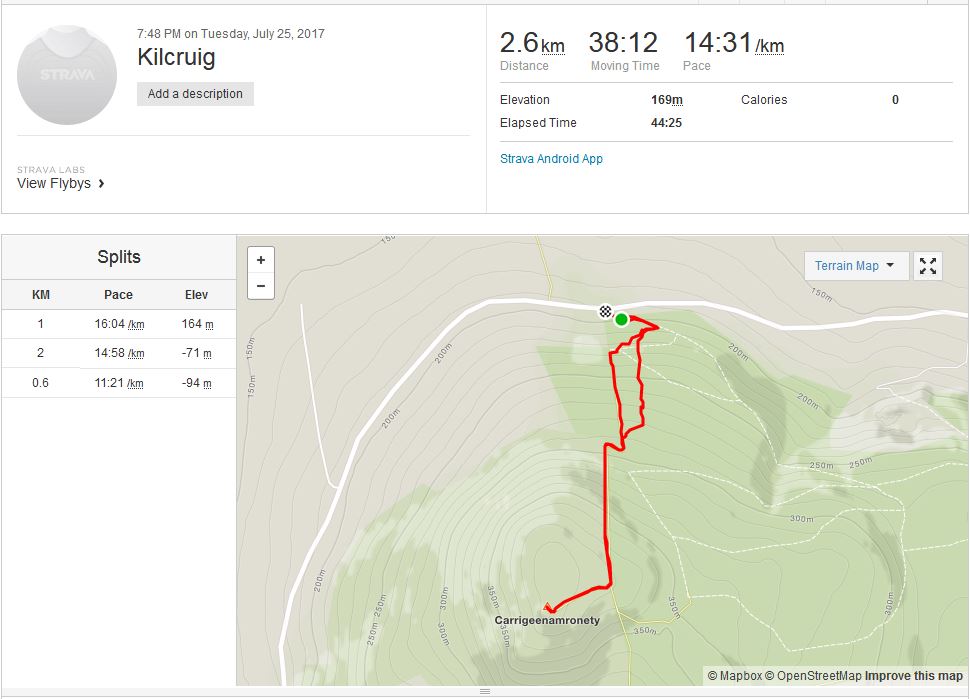 7:48 PM on Tuesday, July 25, 2017
Kilcruig
STRAVA
Add a description
STRAVA LABS
View Flybys
2.6km 38:12 14:31/km
Distance Moving Time Pace
Elevation 169m Calories 0
Elapsed Time 44:25
Strava Android App
Splits
KM Pace Elev
1 16:04 /km 164 m
2 14:58 /km -71 m
0.6 11:21 /km -94 m
+
−
Terrain Map
150m
150m
150m
150m
200m
200m
200m
200m
200m
250m
250m
300m
250m
250m
300m
300m
350m
350m
350m
350m
300m
Carrigeenamronety
© Mapbox © OpenStreetMap Improve this map